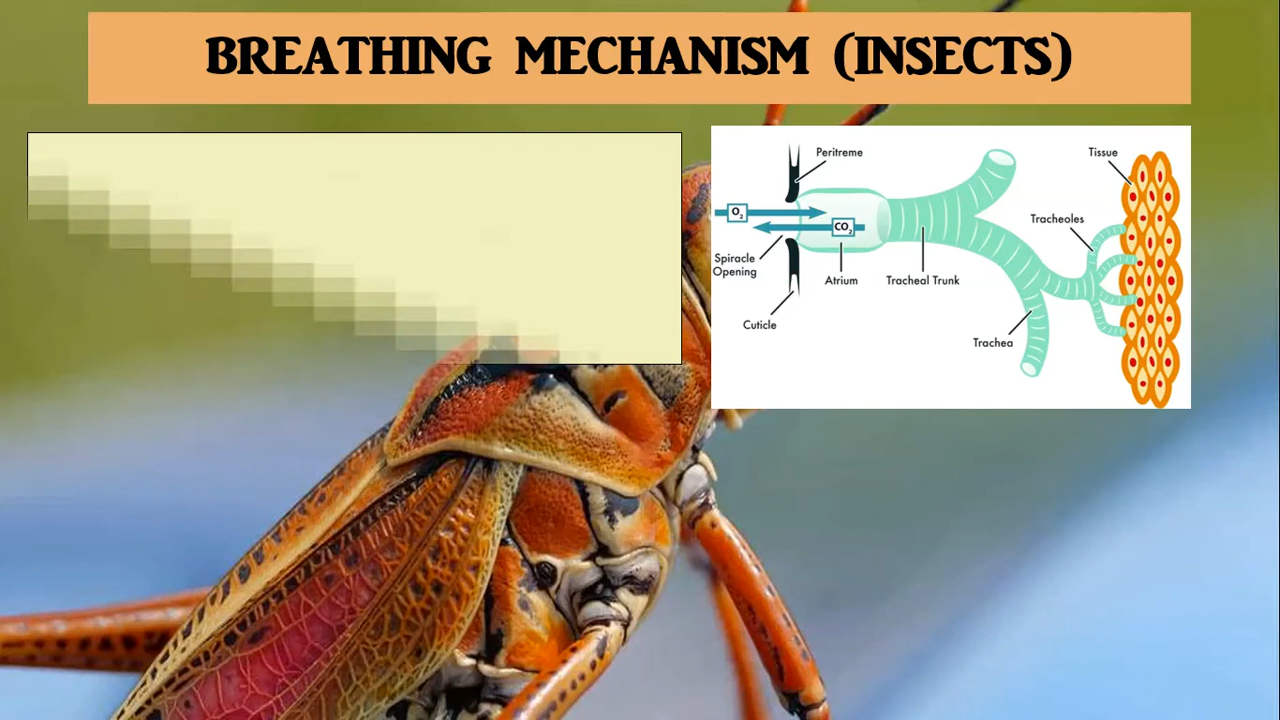 BREATHING MECHANISM (INSECTS)
Peritreme
Tissue
O2
CO2
Tracheoles
Spiracle
Opening
Atrium
Tracheal Trunk
Cuticle
Trachea